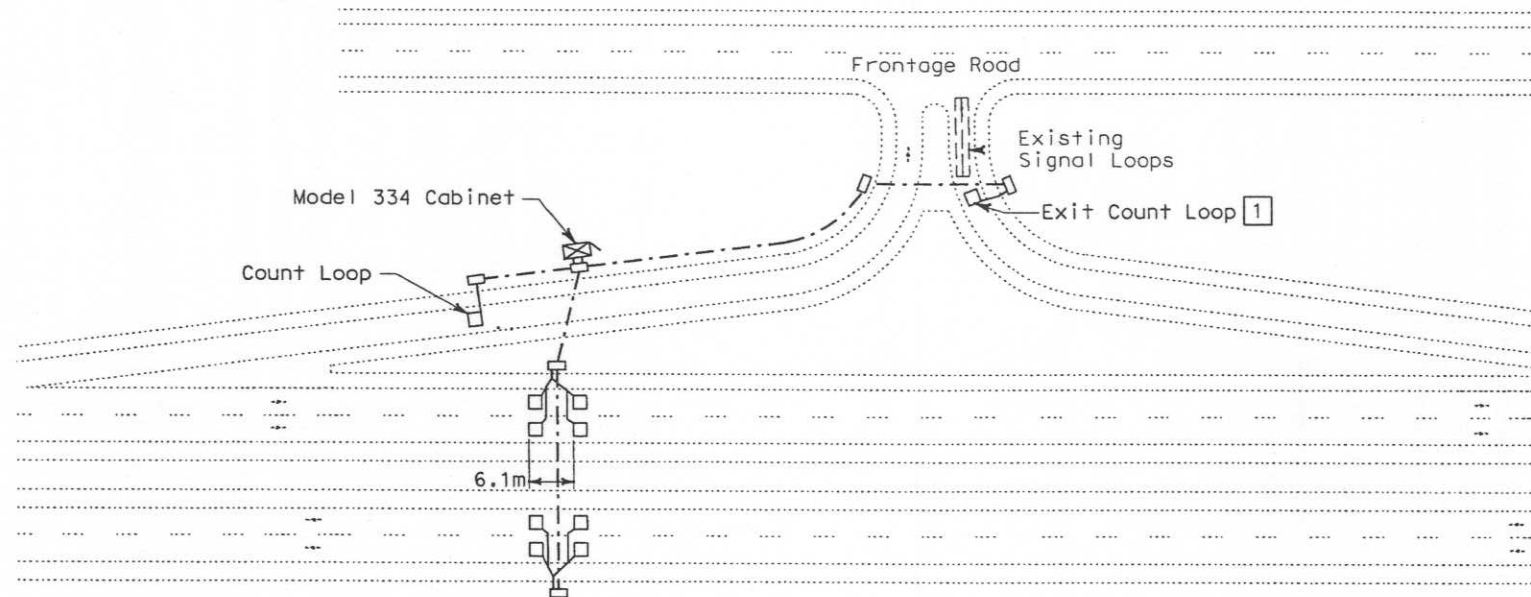 Frontage Road
Existing
Signal Loops
Model 334 Cabinet
Exit Count Loop 1
Count Loop
6.1m